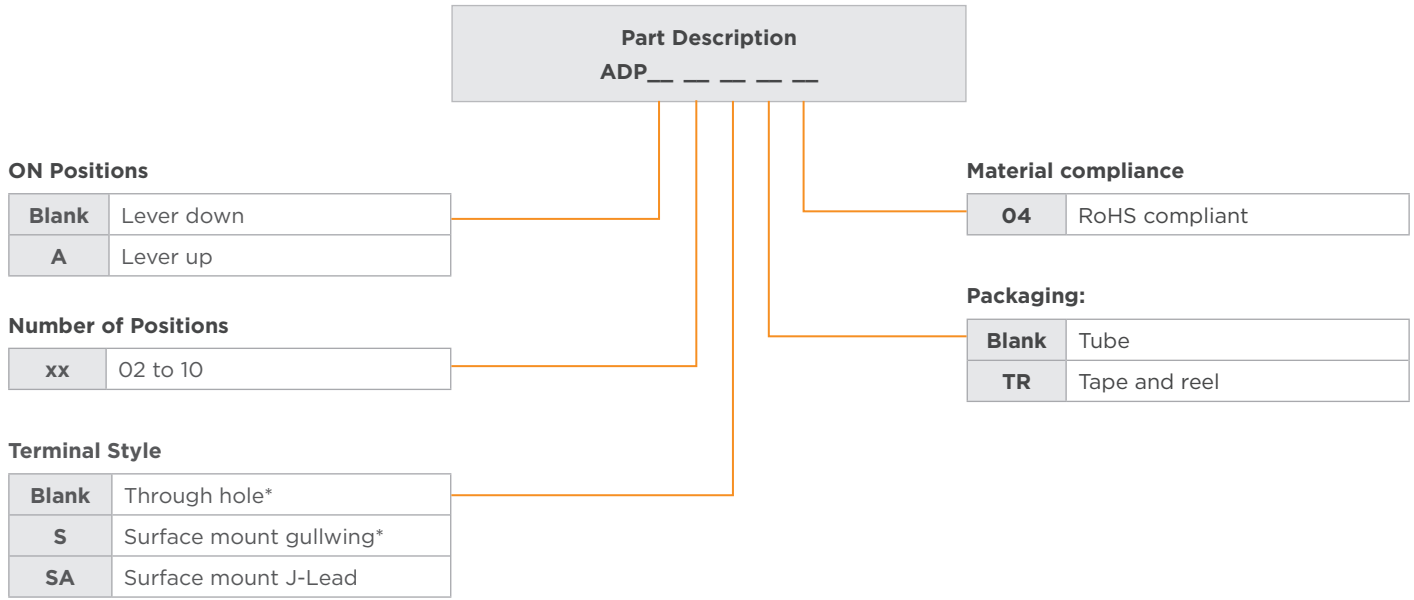 Part Description
ADP__ __ __ __ __
ON Positions
Blank Lever down
A Lever up
Number of Positions
xx 02 to 10
Terminal Style
Blank Through hole*
S Surface mount gullwing*
SA Surface mount J-Lead
Material compliance
04 RoHS compliant
Packaging:
Blank Tube
TR Tape and reel